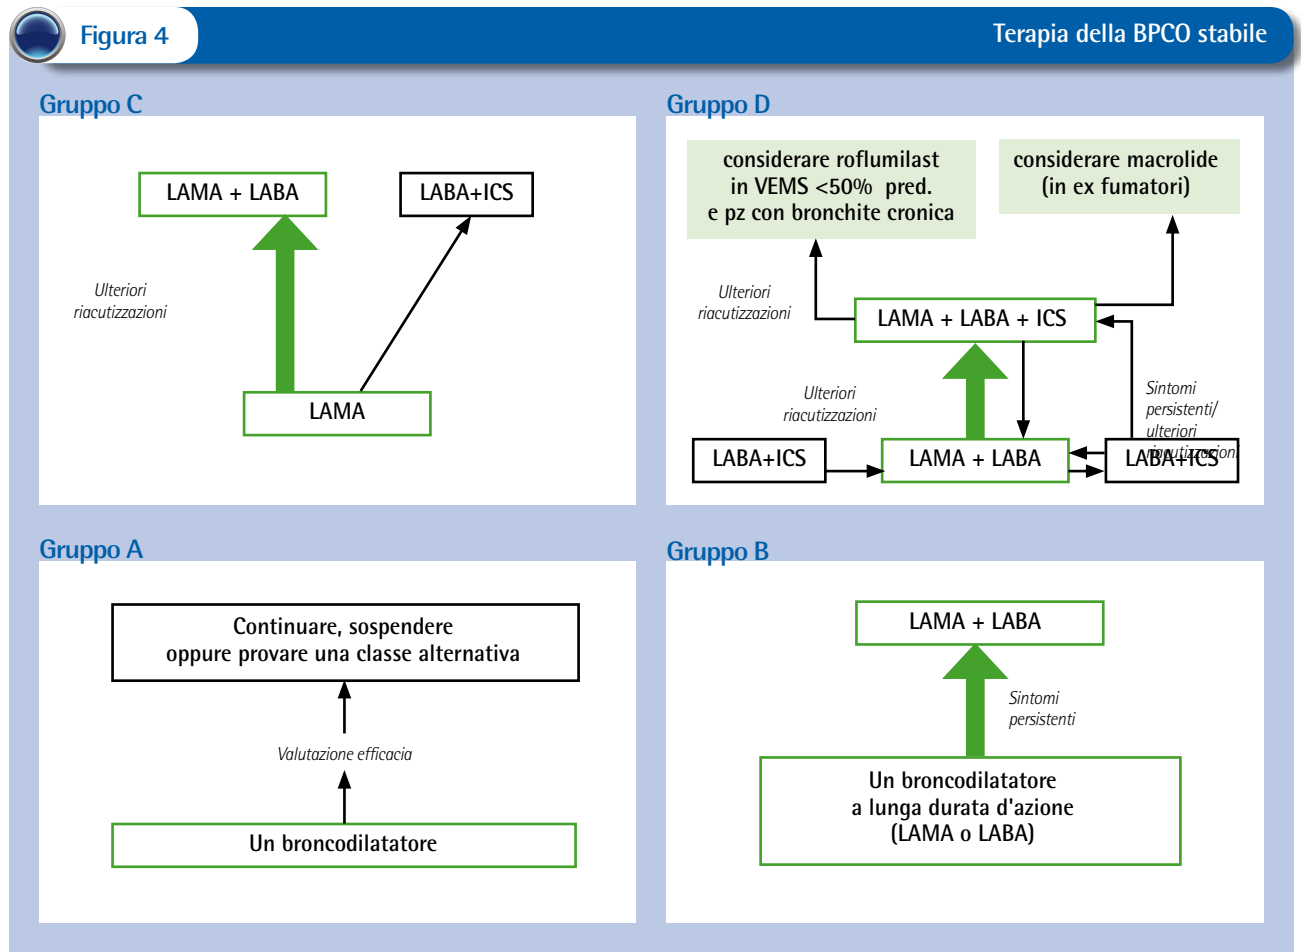 Figura 4
Terapia della BPCO stabile
Gruppo C
LAMA + LABA
LABA+ICS
Ulteriori
riacutizzazioni
LAMA
Gruppo D
considerare roflumilast
in VEMS <50% pred.
e pz con bronchite cronica
considerare macrolide
(in ex fumatori)
Ulteriori
riacutizzazioni
LAMA + LABA + ICS
Ulteriori
riacutizzazioni
Sintomi
persistenti/
ulteriori
riacutizzazioni
LABA+ICS
LAMA + LABA
LABA+ICS
Gruppo A
Continuare, sospendere
oppure provare una classe alternativa
Valutazione efficacia
Un broncodilatatore
Gruppo B
LAMA + LABA
Sintomi
persistenti
Un broncodilatatore
a lunga durata d'azione
(LAMA o LABA)